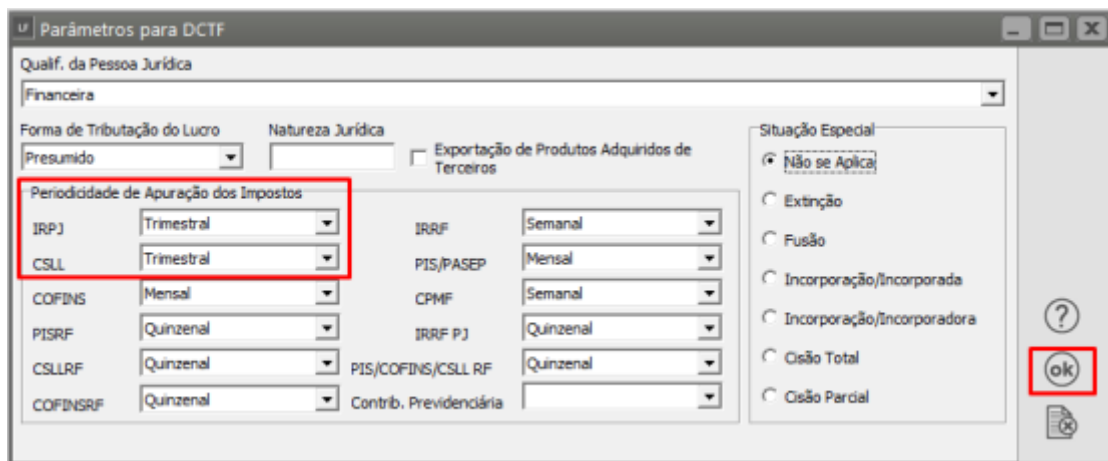 LF Parâmetros para DCTF
Qualif. da Pessoa Jurídica
Financeira
Forma de Tributação do Lucro
Presumido
Natureza Jurídica
Exportação de Produtos Adquiridos de
Terceiros
Periodicidade de Apuração dos Impostos
IRPJ Trimestral
CSLL Trimestral
COFINS Mensal
PISRF Quinzenal
CSLLRF Quinzenal
COFINSRF Quinzenal
IRRF Semanal
PIS/PASEP Mensal
CPMF Semanal
IRRF PJ Quinzenal
PIS/COFINS/CSLL RF Quinzenal
Contrib. Previdenciária
Situação Especial
Não se Aplica
Extinção
Fusão
Incorporação/Incorporada
Incorporação/Incorporadora
Cisão Total
Cisão Parcial
?
ok